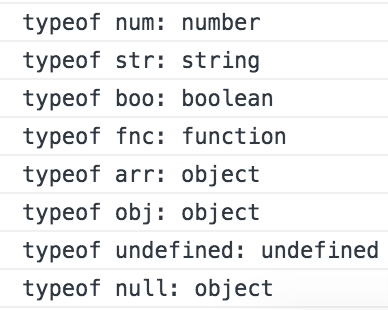 typeof num: number
typeof str: string
typeof boo: boolean
typeof fnc: function
typeof arr: object
typeof obj: object
typeof undefined: undefined
typeof null: object